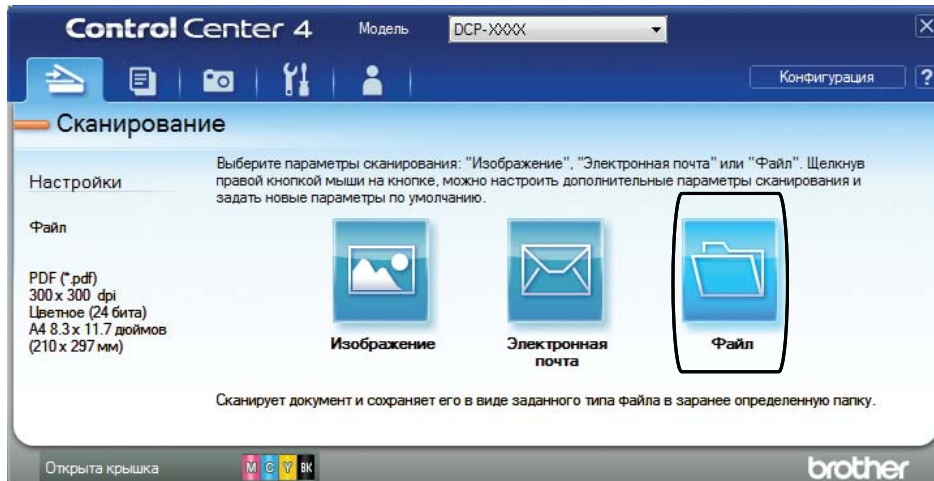 Control Center 4 Модель DCP-XXXX X
Конфигурация ?
Сканирование
Выберите параметры сканирования: "Изображение", "Электронная почта" или "Файл". Щелкнув
правой кнопкой мыши на кнопке, можно настроить дополнительные параметры сканирования и
задать новые параметры по умолчанию.
Настройки
Файл
PDF (*.pdf)
300 x 300 dpi
Цветное (24 бита)
A4 8.3 x 11.7 дюймов
(210 x 297 мм)
Изображение
Электронная
почта
Файл
Сканирует документ и сохраняет его в виде заданного типа файла в заранее определенную папку.
Открыта крышка M C Y BK brother